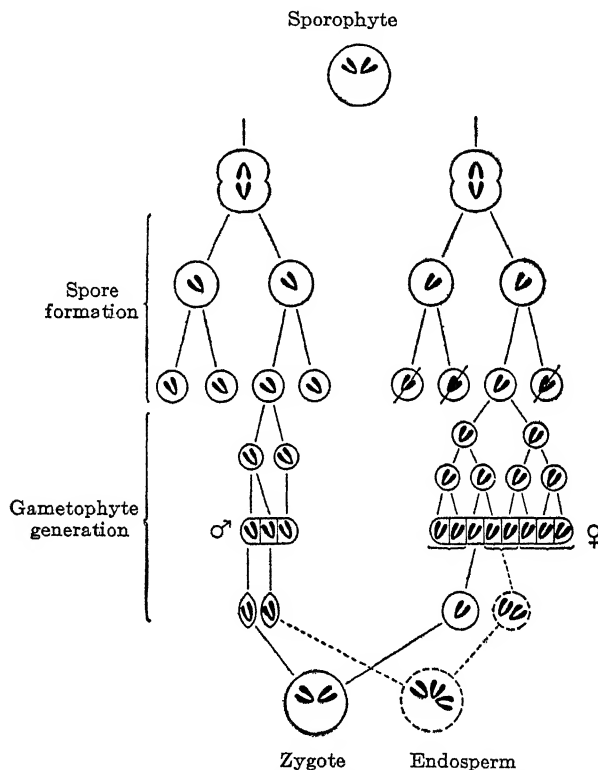 Sporophyte
Spore
formation
Gametophyte
generation
♂
♀
Zygote
Endosperm